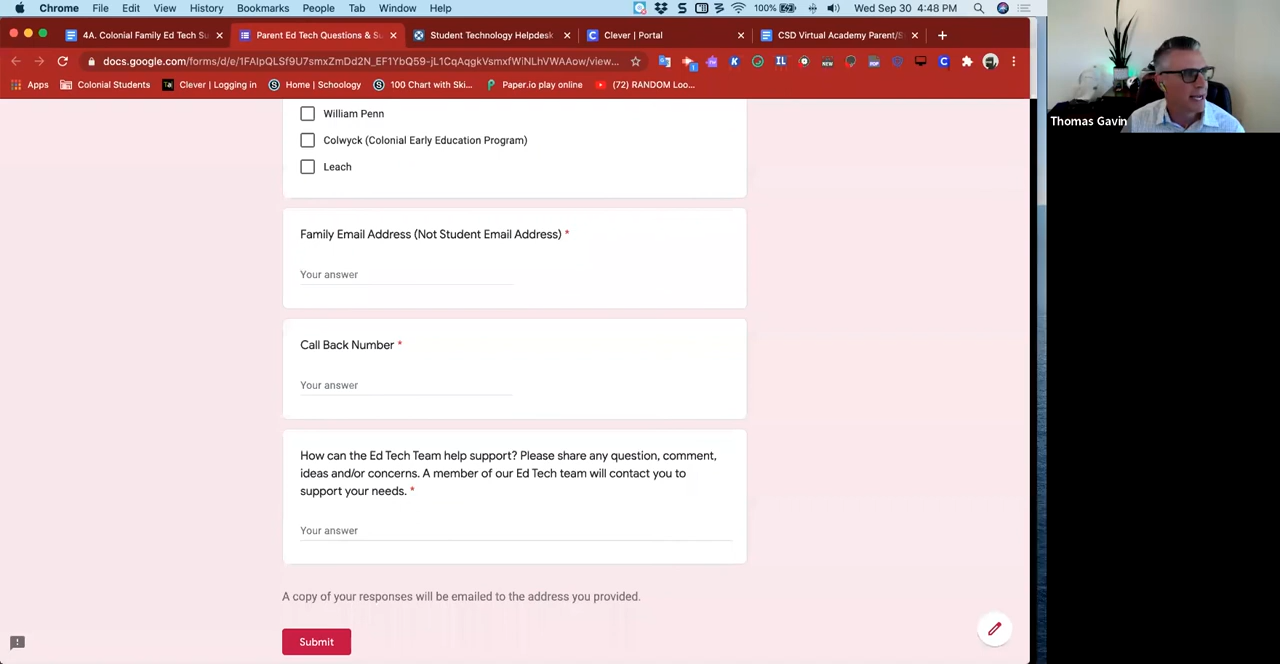 Chrome File Edit View History Bookmarks People Tab Window Help 100% Wed Sep 30 4:48 PM
4A. Colonial Family Ed Tech Su Parent Ed Tech Questions & Su Student Technology Helpdesk Clever | Portal CSD Virtual Academy Parent/S
docs.google.com/forms/d/e/
Apps Colonial Students Clever | Logging in Home | Schoology 100 Chart with Ski... Paper.io play online (72) RANDOM Loo...
Thomas Gavin
William Penn
Colwyck (Colonial Early Education Program)
Leach
Family Email Address (Not Student Email Address) *
Your answer
Call Back Number *
Your answer
How can the Ed Tech Team help support? Please share any question, comment,
ideas and/or concerns. A member of our Ed Tech team will contact you to
support your needs. *
Your answer
A copy of your responses will be emailed to the address you provided.
Submit